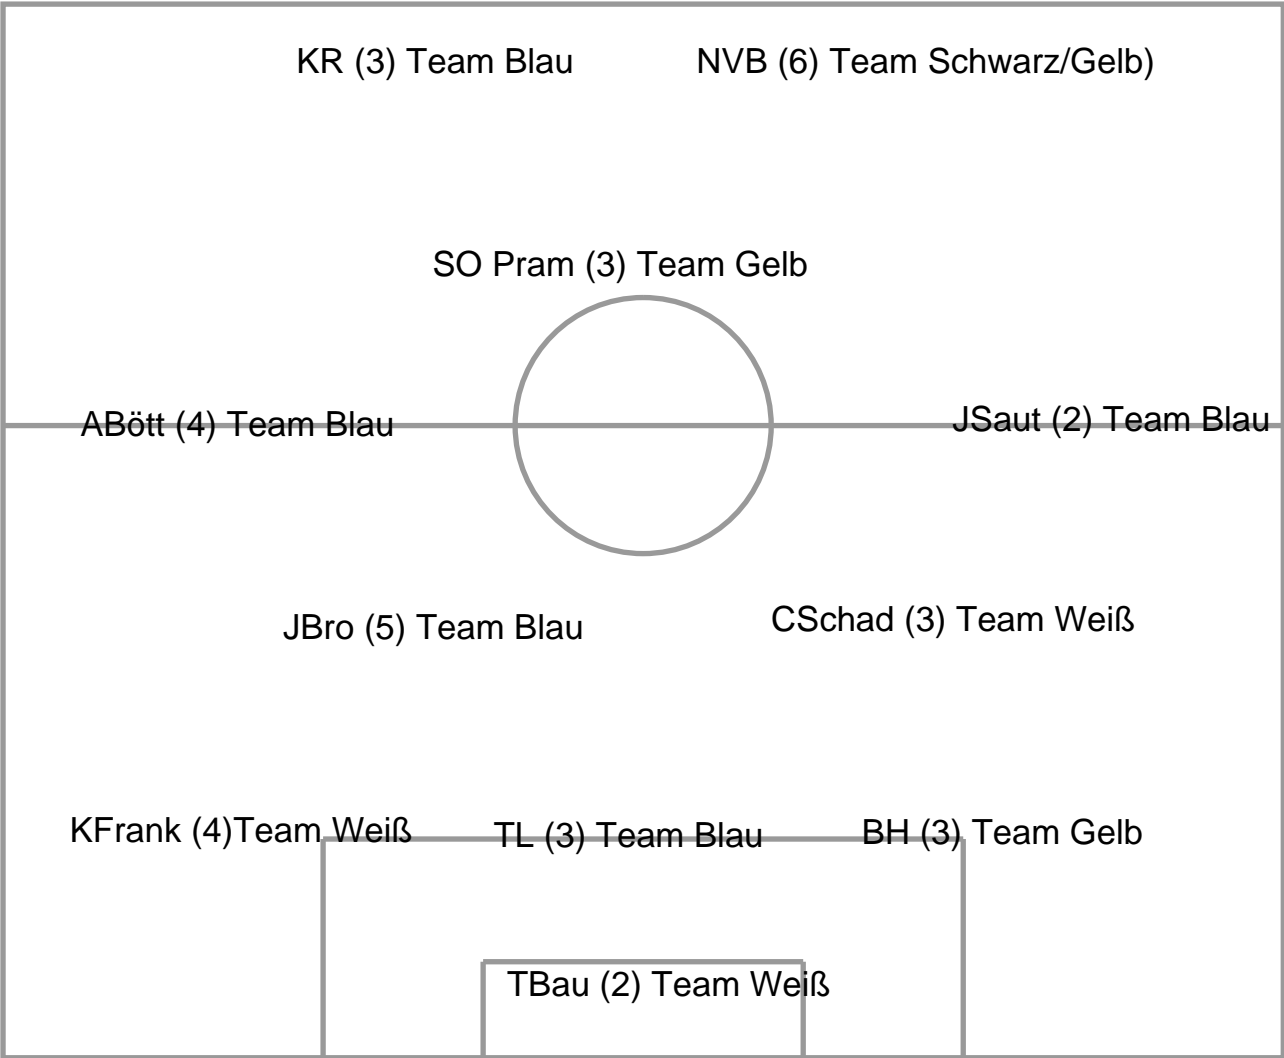 KR (3) Team Blau
NVB (6) Team Schwarz/Gelb)
SO Pram (3) Team Gelb
ABött (4) Team Blau
JSaut (2) Team Blau
JBro (5) Team Blau
CSchad (3) Team Weiß
KFrank (4)Team Weiß
TL (3) Team Blau
BH (3) Team Gelb
TBau (2) Team Weiß